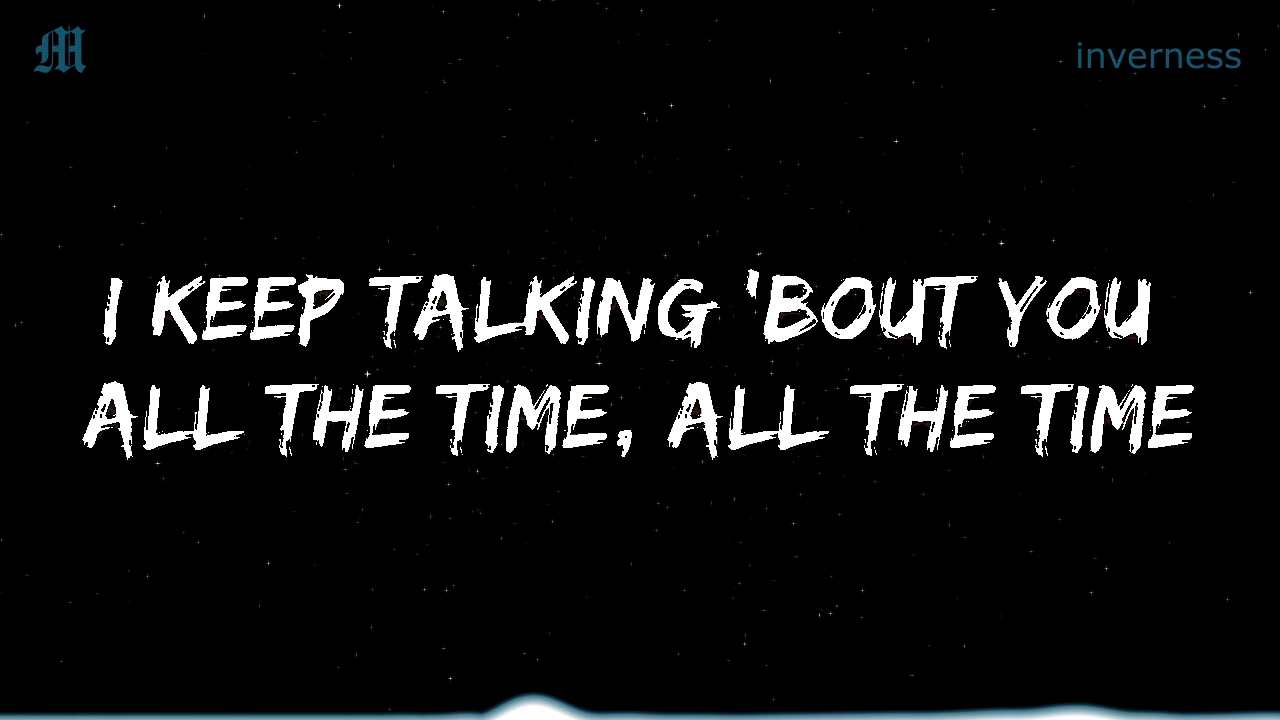 M
inverness
I KEEP TALKING 'BOUT YOU
ALL THE TIME, ALL THE TIME